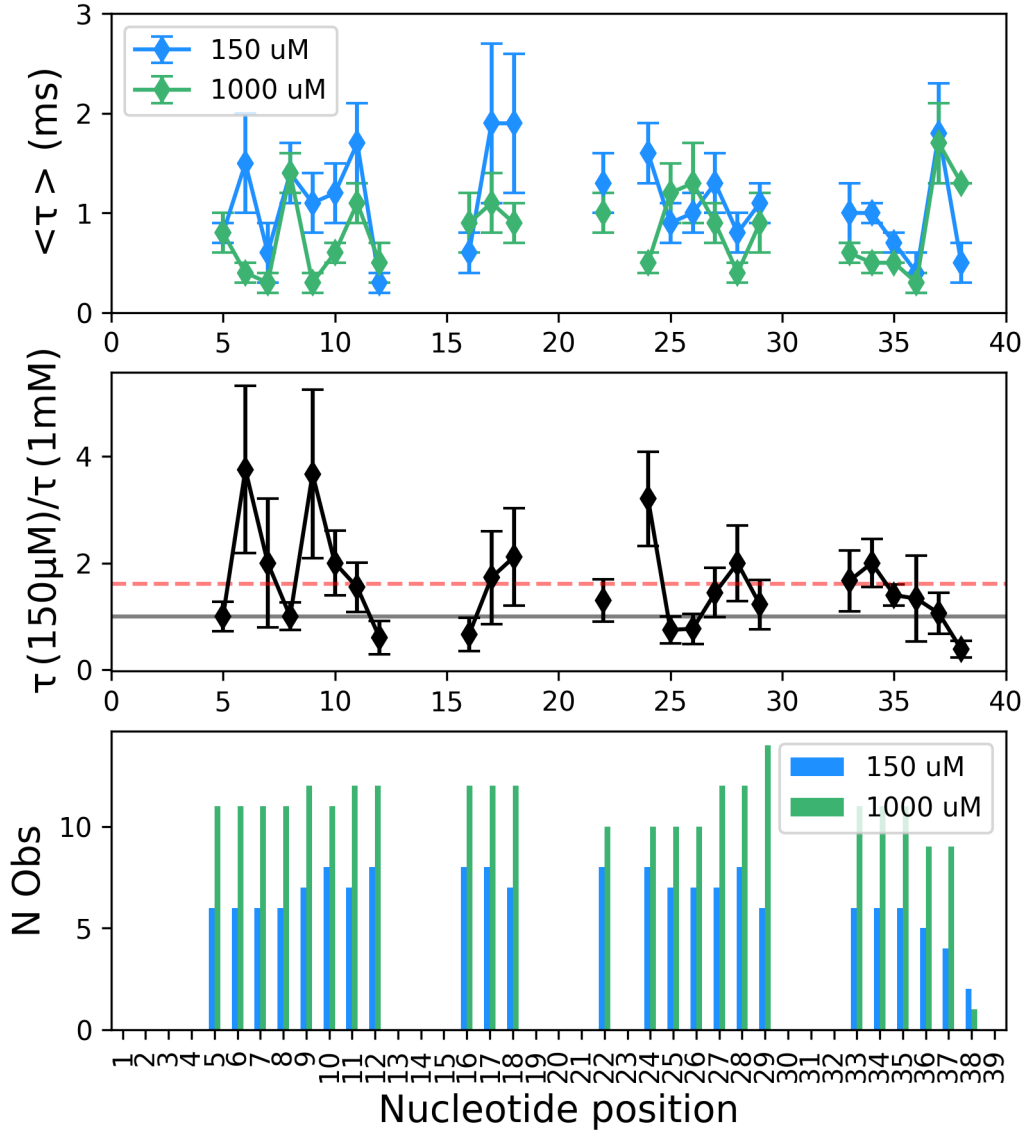 <τ> (ms)
3
2
1
0
150 uM
1000 uM
0 5 10 15 20 25 30 35 40
τ (150μM)/τ (1mM)
4
2
0
0 5 10 15 20 25 30 35 40
N Obs
10
5
0
150 uM
1000 uM
1 2 3 4 5 6 7 8 9 10 11 12 13 14 15 16 17 18 19 20 21 22 23 24 25 26 27 28 29 30 31 32 33 34 35 36 37 38 39
Nucleotide position